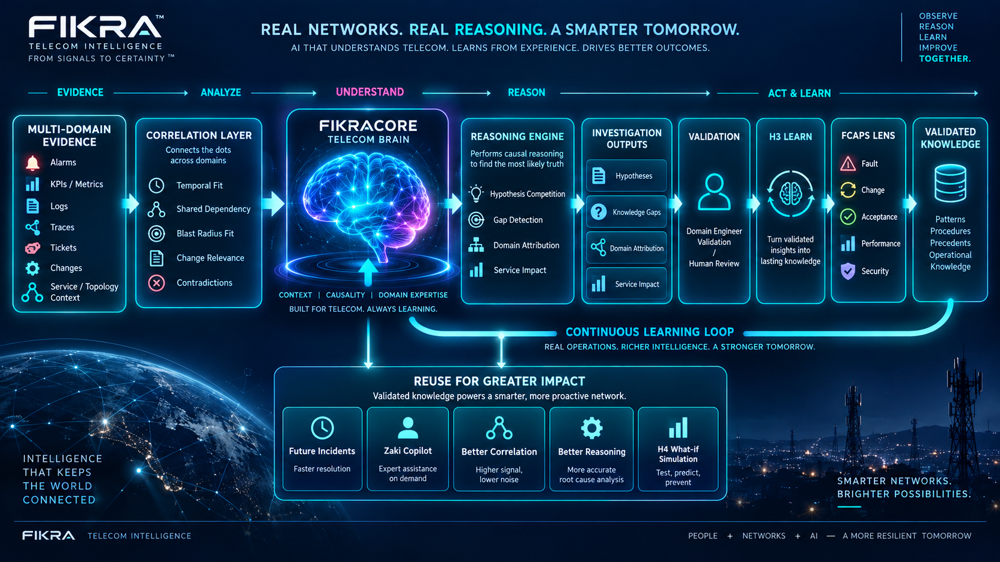 FIKRA™
TELECOM INTELLIGENCE
FROM SIGNALS TO CERTAINTY™
REAL NETWORKS. REAL REASONING. A SMARTER TOMORROW.
AI THAT UNDERSTANDS TELECOM. LEARNS FROM EXPERIENCE. DRIVES BETTER OUTCOMES.
OBSERVE
REASON
LEARN
IMPROVE
TOGETHER.
EVIDENCE
ANALYZE
UNDERSTAND
REASON
ACT & LEARN
MULTI-DOMAIN
EVIDENCE
Alarms
KPIs / Metrics
Logs
Traces
Tickets
Changes
Service / Topology
Context
CORRELATION LAYER
Connects the dots
across domains
Temporal Fit
Shared Dependency
Blast Radius Fit
Change Relevance
Contradictions
FIKRACORE
TELECOM BRAIN
CONTEXT | CAUSALITY | DOMAIN EXPERTISE
BUILT FOR TELECOM. ALWAYS LEARNING.
REASONING ENGINE
Performs causal reasoning
to find the most likely truth
Hypothesis Competition
Gap Detection
Domain Attribution
Service Impact
INVESTIGATION
OUTPUTS
Hypotheses
Knowledge Gaps
Domain Attribution
Service Impact
VALIDATION
Domain Engineer
Validation
/
Human Review
H3 LEARN
Turn validated
insights into
lasting knowledge
FCAPS LENS
Fault
Change
Acceptance
Performance
Security
VALIDATED
KNOWLEDGE
Patterns
Procedures
Precedents
Operational
Knowledge
CONTINUOUS LEARNING LOOP
REAL OPERATIONS. RICHER INTELLIGENCE. A STRONGER TOMORROW.
REUSE FOR GREATER IMPACT
Validated knowledge powers a smarter, more proactive network.
Future Incidents
Faster resolution
Zaki Copilot
Expert assistance
on demand
Better Correlation
Higher signal,
lower noise
Better Reasoning
More accurate
root cause analysis
H4 What-if
Simulation
Test, predict,
prevent
INTELLIGENCE
THAT KEEPS
THE WORLD
CONNECTED
SMARTER NETWORKS.
BRIGHTER POSSIBILITIES.
FIKRA TELECOM INTELLIGENCE
PEOPLE + NETWORKS + AI — A MORE RESILIENT TOMORROW